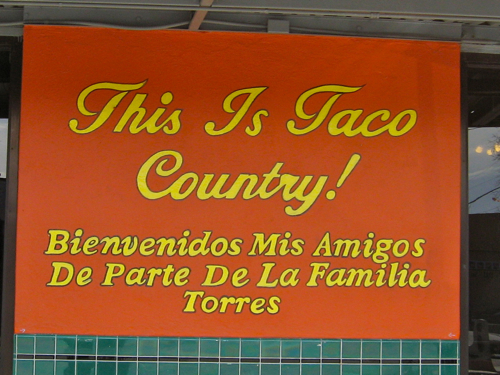 This Is Taco
Country!
Bienvenidos Mis Amigos
De Parte De La Familia
Torres